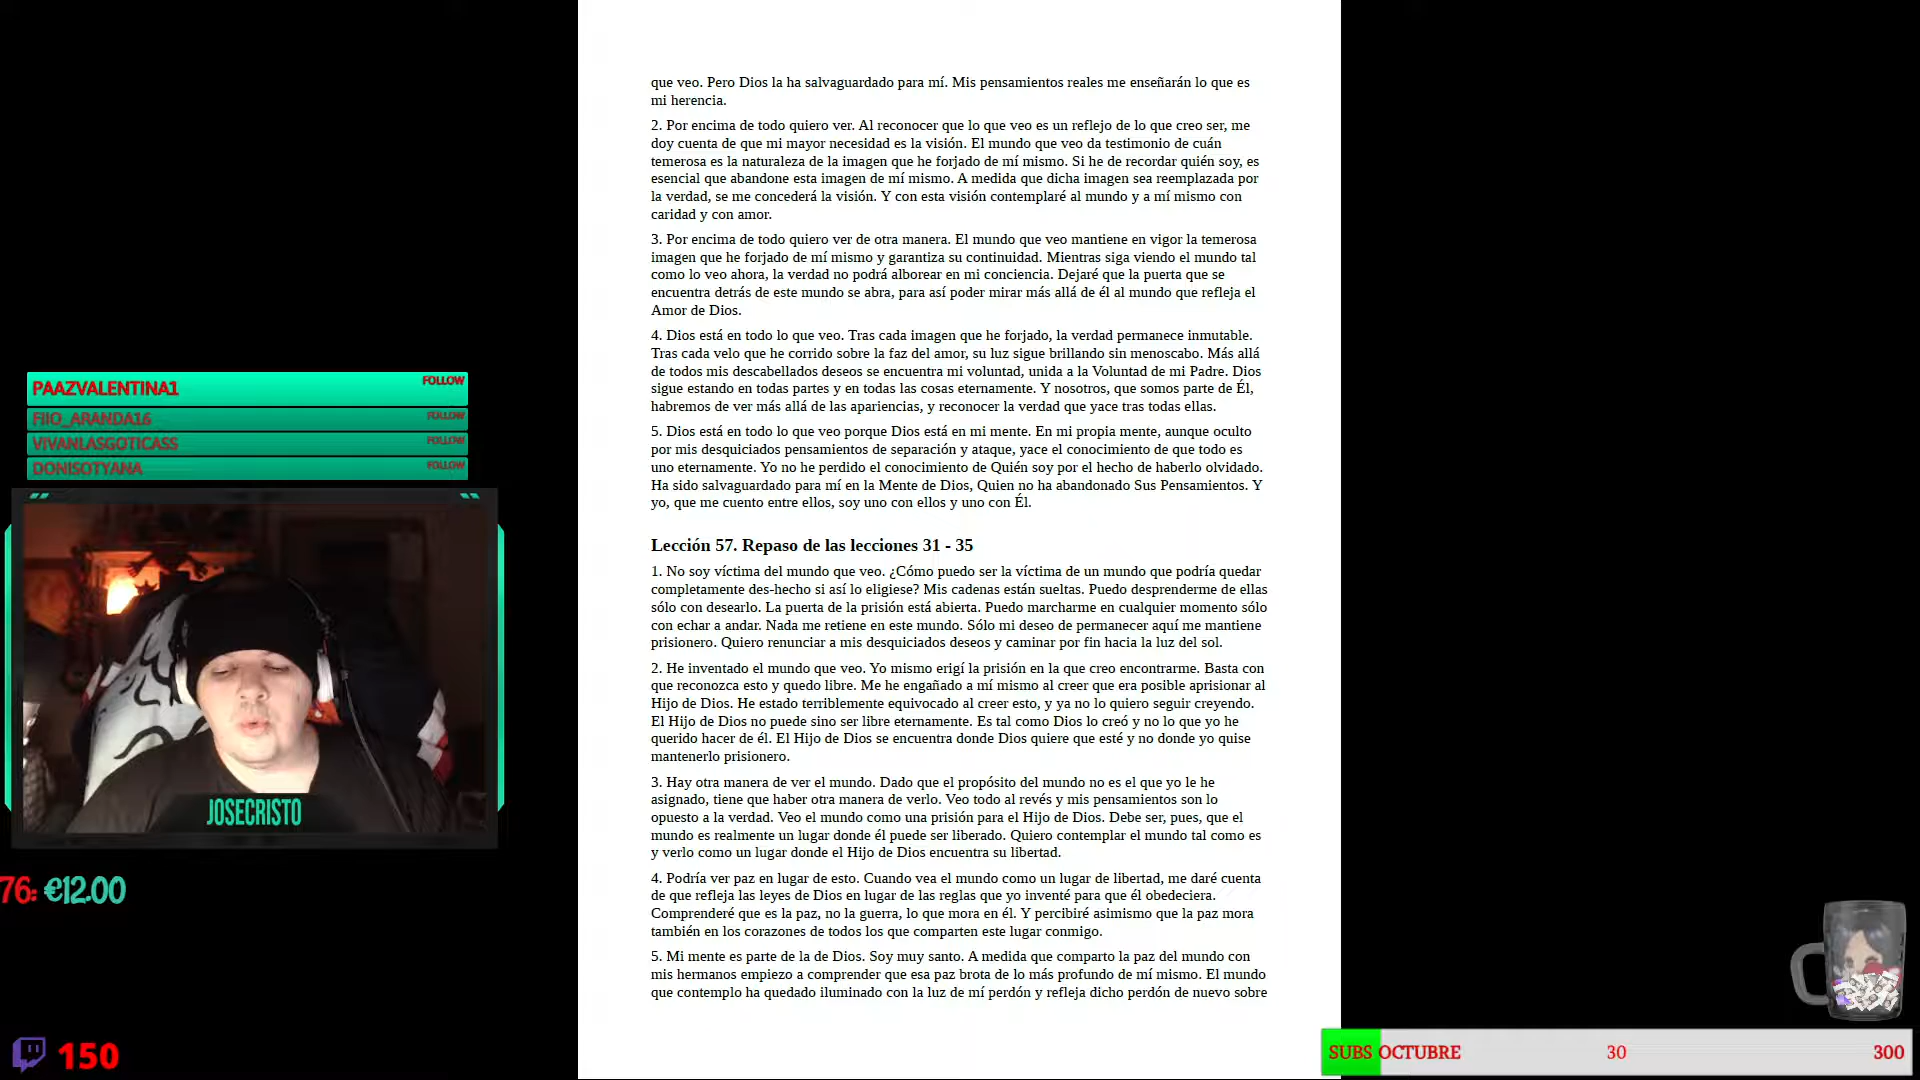 que veo. Pero Dios la ha salvaguardado para mí. Mis pensamientos reales me enseñarán lo que es
mi herencia.
2. Por encima de todo quiero ver. Al reconocer que lo que veo es un reflejo de lo que creo ser, me
doy cuenta de que mi mayor necesidad es la visión. El mundo que veo da testimonio de cuán
temerosa es la naturaleza de la imagen que he forjado de mí mismo. Si he de recordar quién soy, es
esencial que abandone esta imagen de mí mismo. A medida que dicha imagen sea reemplazada por
la verdad, se me concederá la visión. Y con esta visión contemplaré al mundo y a mí mismo con
caridad y con amor.
3. Por encima de todo quiero ver de otra manera. El mundo que veo mantiene en vigor la temerosa
imagen que he forjado de mí mismo y garantiza su continuidad. Mientras siga viendo el mundo tal
como lo veo ahora, la verdad no podrá alborear en mi conciencia. Dejaré que la puerta que se
encuentra detrás de este mundo se abra, para así poder mirar más allá de él al mundo que refleja el
Amor de Dios.
4. Dios está en todo lo que veo. Tras cada imagen que he forjado, la verdad permanece inmutable.
Tras cada velo que he corrido sobre la faz del amor, su luz sigue brillando sin menoscabo. Más allá
de todos mis descabellados deseos se encuentra mi voluntad, unida a la Voluntad de mi Padre. Dios
sigue estando en todas partes y en todas las cosas eternamente. Y nosotros, que somos parte de Él,
habremos de ver más allá de las apariencias, y reconocer la verdad que yace tras todas ellas.
5. Dios está en todo lo que veo porque Dios está en mi mente. En mi propia mente, aunque oculto
por mis desquiciados pensamientos de separación y ataque, yace el conocimiento de que todo es
uno eternamente. Yo no he perdido el conocimiento de Quién soy por el hecho de haberlo olvidado.
Ha sido salvaguardado para mí en la Mente de Dios, Quien no ha abandonado Sus Pensamientos. Y
yo, que me cuento entre ellos, soy uno con ellos y uno con Él.
Lección 57. Repaso de las lecciones 31 - 35
1. No soy víctima del mundo que veo. ¿Cómo puedo ser la víctima de un mundo que podría quedar
completamente des-hecho si así lo eligiese? Mis cadenas están sueltas. Puedo desprenderme de ellas
sólo con desearlo. La puerta de la prisión está abierta. Puedo marcharme en cualquier momento sólo
con echar a andar. Nada me retiene en este mundo. Sólo mi deseo de permanecer aquí me mantiene
prisionero. Quiero renunciar a mis desquiciados deseos y caminar por fin hacia la luz del sol.
2. He inventado el mundo que veo. Yo mismo erigí la prisión en la que creo encontrarme. Basta con
que reconozca esto y quedo libre. Me he engañado a mí mismo al creer que era posible aprisionar al
Hijo de Dios. He estado terriblemente equivocado al creer esto, y ya no lo quiero seguir creyendo.
El Hijo de Dios no puede sino ser libre eternamente. Es tal como Dios lo creó y no lo que yo he
querido hacer de él. El Hijo de Dios se encuentra donde Dios quiere que esté y no donde yo quise
mantenerlo prisionero.
3. Hay otra manera de ver el mundo. Dado que el propósito del mundo no es el que yo le he
asignado, tiene que haber otra manera de verlo. Veo todo al revés y mis pensamientos son lo
opuesto a la verdad. Veo el mundo como una prisión para el Hijo de Dios. Debe ser, pues, que el
mundo es realmente un lugar donde él puede ser liberado. Quiero contemplar el mundo tal como es
y verlo como un lugar donde el Hijo de Dios encuentra su libertad.
4. Podría ver paz en lugar de esto. Cuando vea el mundo como un lugar de libertad, me daré cuenta
de que refleja las leyes de Dios en lugar de las reglas que yo inventé para que él obedeciera.
Comprenderé que es la paz, no la guerra, lo que mora en él. Y percibiré asimismo que la paz mora
también en los corazones de todos los que comparten este lugar conmigo.
5. Mi mente es parte de la de Dios. Soy muy santo. A medida que comparto la paz del mundo con
mis hermanos empiezo a comprender que esa paz brota de lo más profundo de mí mismo. El mundo
que contemplo ha quedado iluminado con la luz de mí perdón y refleja dicho perdón de nuevo sobre
PAAZVALENTINA1 FOLLOW
FIIO_ARANDA16 FOLLOW
VIVANLASGOTICASS FOLLOW
DONISOTYANA FOLLOW
JOSECRISTO
76: €12.00
150
SUBS OCTUBRE 30 300